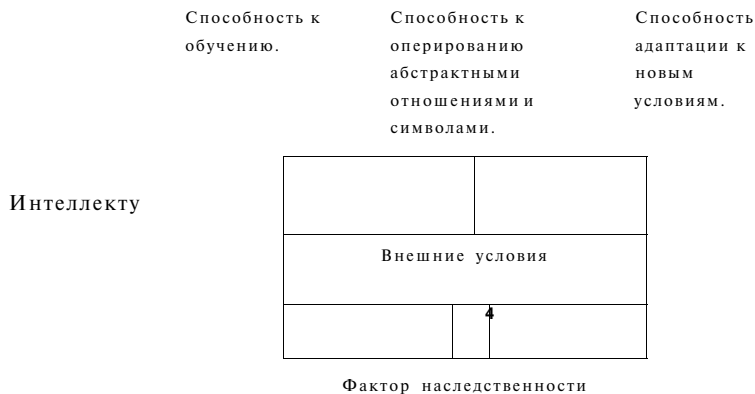 Способность к
обучению.
Способность к
оперированию
абстрактными
отношениями и
символами.
Способность
адаптации к
новым
условиям.
Интеллекту
Внешние условия
4
Фактор наследственности